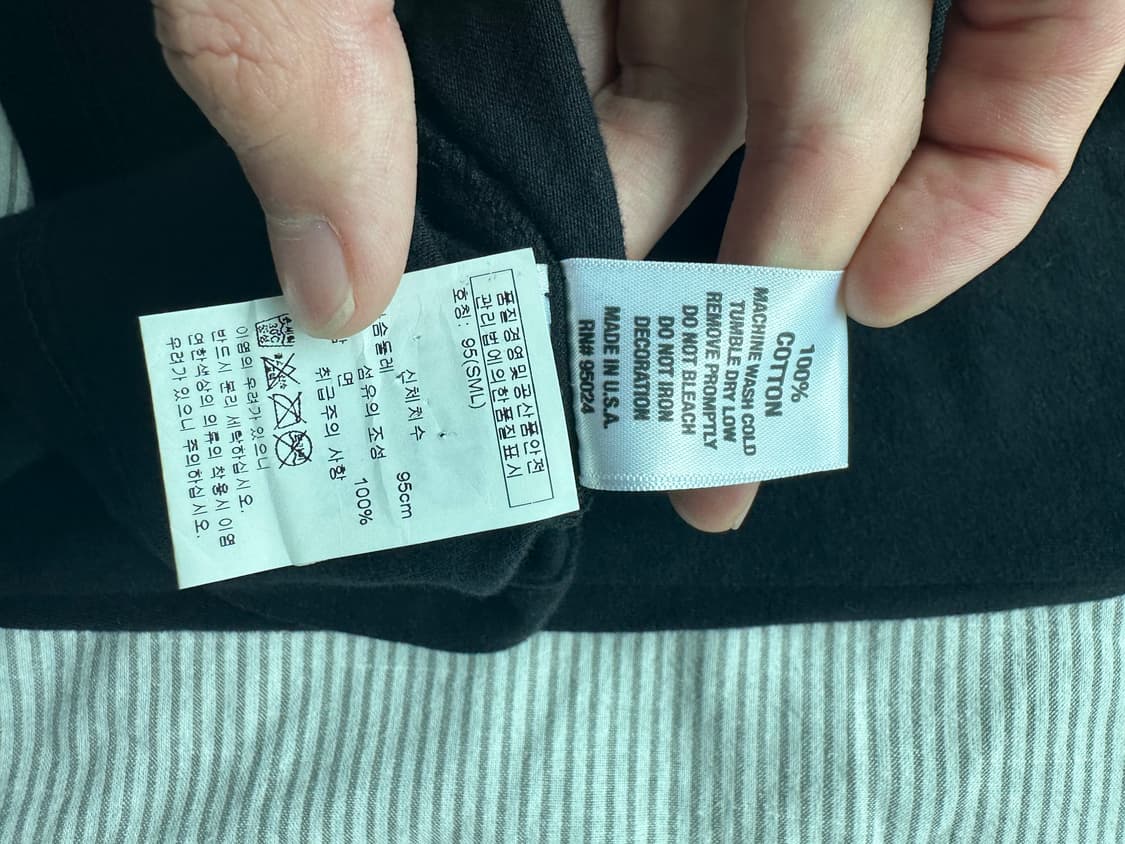 품질경영및공산품안전
관리법에의한품질표시
호칭: 95(SML)
신체치수
슴둘레 95cm
섬유의 조성
면 100%
취급주의 사항
이염의 우려가 있으니
반드시 분리 세탁하십시오.
연한색상의 의류의 착용시 이염
우려가 있으니 주의하십시오.
100%
COTTON
MACHINE WASH COLD
TUMBLE DRY LOW
REMOVE PROMPTLY
DO NOT BLEACH
DO NOT IRON
DECORATION
MADE IN U.S.A.
RN# 95024